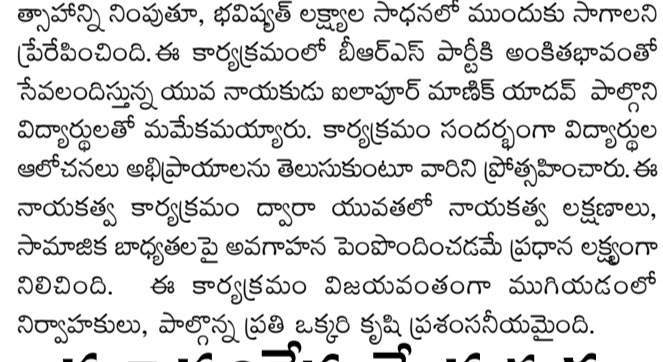 త్సాహాన్ని నింపుతూ, భవిష్యత్ లక్ష్యాల సాధనలో ముందుకు సాగాలని
ప్రేరేపించింది. ఈ కార్యక్రమంలో బీఆర్ఎస్ పార్టీకి అంకితభావంతో
సేవలందిస్తున్న యువ నాయకుడు ఐలాపూర్ మాణిక్ యాదవ్ పాల్గొని
విద్యార్థులతో మమేకమయ్యారు. కార్యక్రమం సందర్భంగా విద్యార్థుల
ఆలోచనలు అభిప్రాయాలను తెలుసుకుంటూ వారిని ప్రోత్సహించారు. ఈ
నాయకత్వ కార్యక్రమం ద్వారా యువతలో నాయకత్వ లక్షణాలు,
సామాజిక బాధ్యతలపై అవగాహన పెంపొందించడమే ప్రధాన లక్ష్యంగా
నిలిచింది. ఈ కార్యక్రమం విజయవంతంగా ముగియడంలో
నిర్వాహకులు, పాల్గొన్న ప్రతి ఒక్కరి కృషి ప్రశంసనీయమైంది.